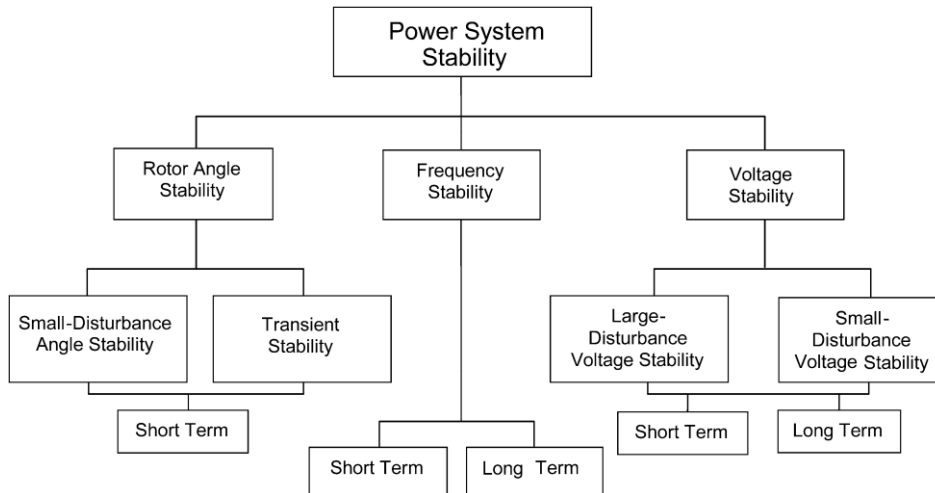 Power System
Stability
Rotor Angle
Stability
Frequency
Stability
Voltage
Stability
Small-Disturbance
Angle Stability
Transient
Stability
Large-
Disturbance
Voltage Stability
Small-
Disturbance
Voltage Stability
Short Term
Short Term
Long Term
Short Term
Long Term